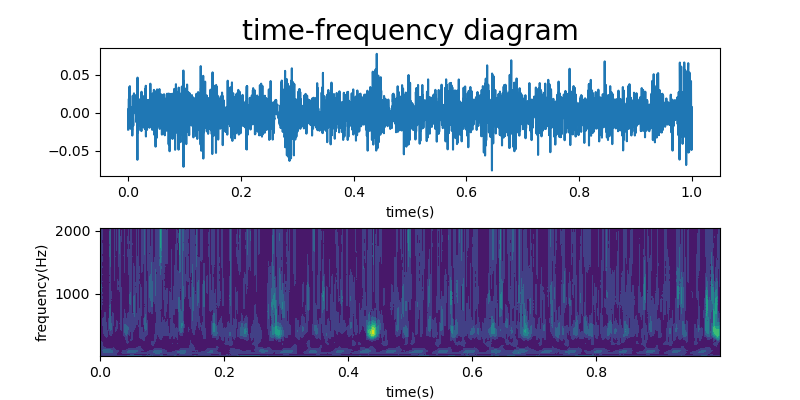 time-frequency diagram
0.05
0.00
−0.05
0.0 0.2 0.4 0.6 0.8 1.0
time(s)
2000
1000
frequency(Hz)
0.0 0.2 0.4 0.6 0.8
time(s)